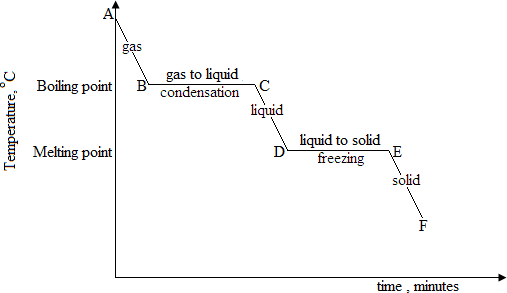 A
gas
Temperature, °C
Boiling point
B
gas to liquid
condensation
C
liquid
Melting point
D
liquid to solid
freezing
E
solid
F
time , minutes